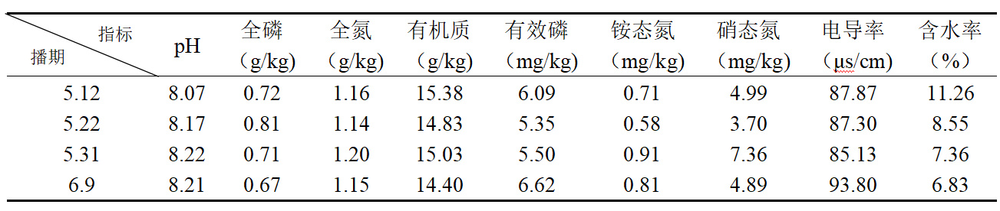 指标 pH 全磷 全氮 有机质 有效磷 铵态氮 硝态氮 电导率 含水率
播期 (g/kg) (g/kg) (g/kg) (mg/kg) (mg/kg) (mg/kg) (μs/cm) (%)
5.12 8.07 0.72 1.16 15.38 6.09 0.71 4.99 87.87 11.26
5.22 8.17 0.81 1.14 14.83 5.35 0.58 3.70 87.30 8.55
5.31 8.22 0.71 1.20 15.03 5.50 0.91 7.36 85.13 7.36
6.9 8.21 0.67 1.15 14.40 6.62 0.81 4.89 93.80 6.83